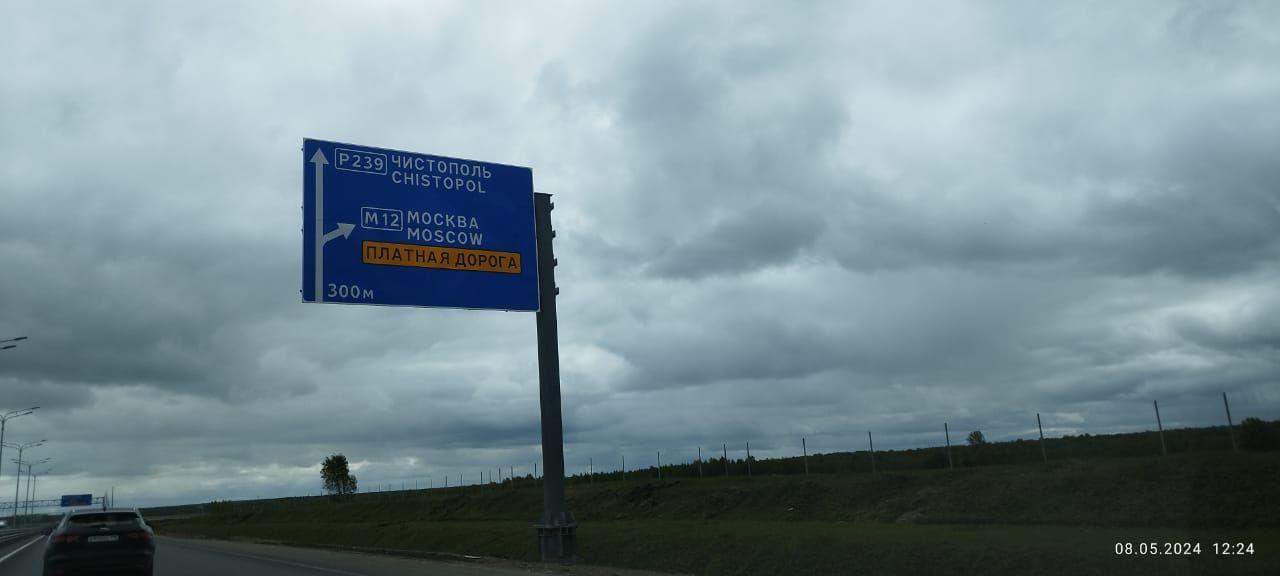 Р239 ЧИСТОПОЛЬ
CHISTOPOL
М12 МОСКВА
MOSCOW
ПЛАТНАЯ ДОРОГА
300м
08.05.2024 12:24